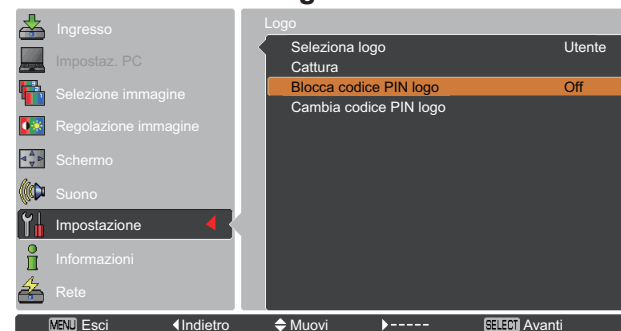 Logo
Ingresso
Impostaz. PC
Selezione immagine
Regolazione immagine
Schermo
Suono
Impostazione
Informazioni
Rete
Seleziona logo Utente
Cattura
Blocca codice PIN logo Off
Cambia codice PIN logo
MENU Esci Indietro Muovi ----- SELECT Avanti